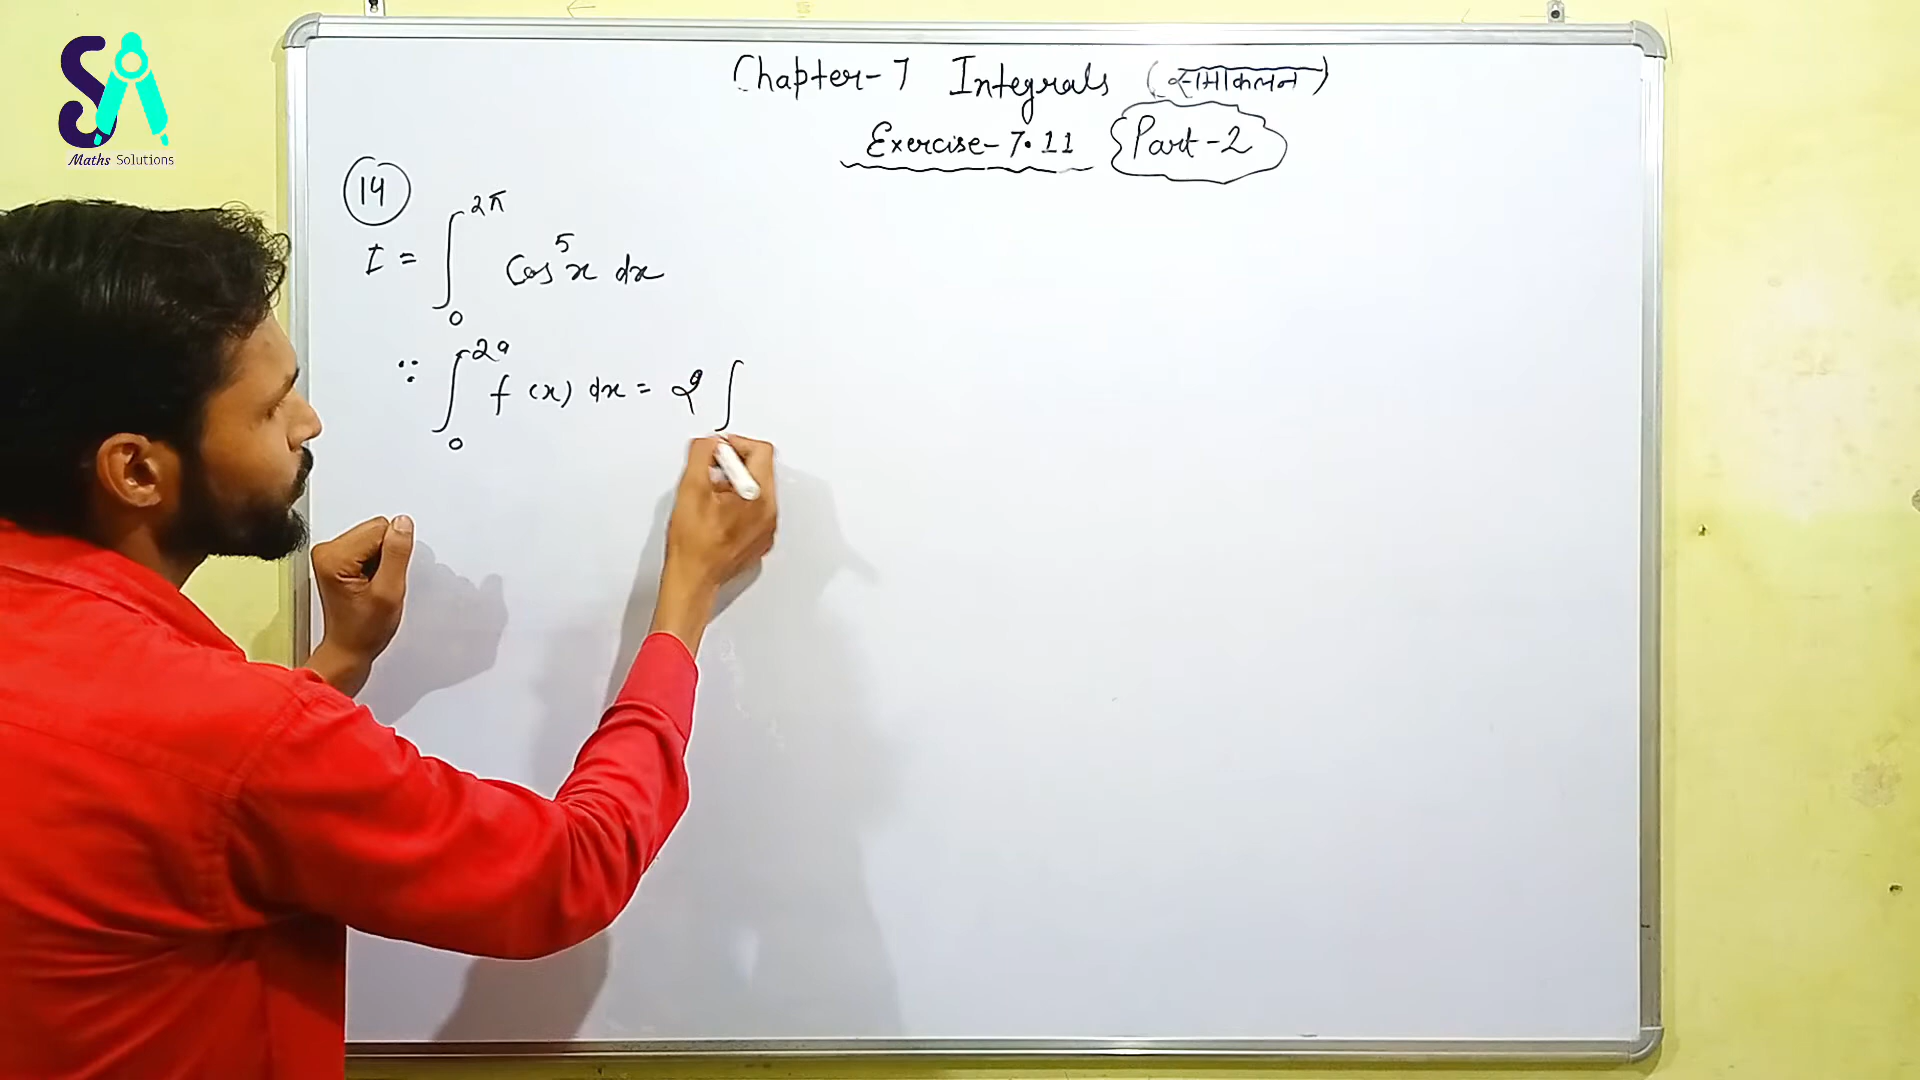 SA
Maths Solutions
Chapter-7 Integrals (समाकलन)
Exercise-7.11 Part-2
14
I = ∫₀^2π Cos⁵x dx
∵ ∫₀^2a f(x) dx = 2 ∫